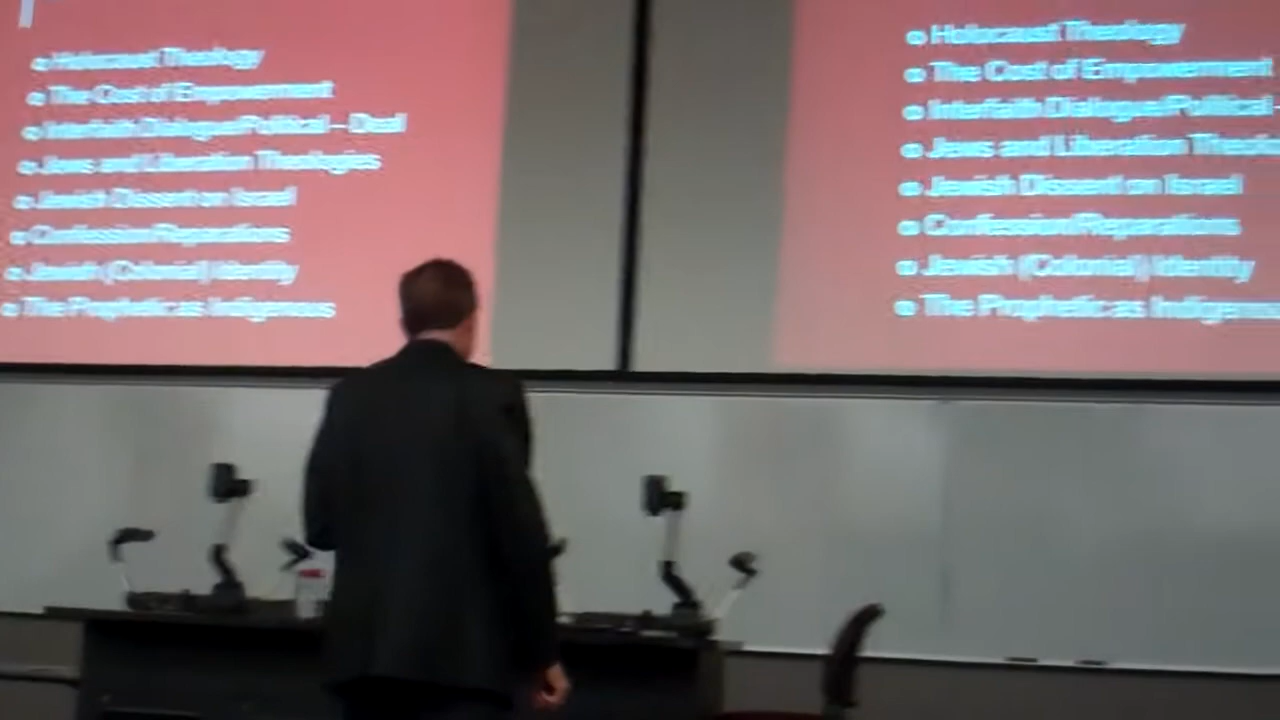 • Holocaust Theology
• The Cost of Empowerment
• Interfaith Dialogue/Political – Deal
• Jews and Liberation Theologies
• Jewish Dissent on Israel
• Confession/Reparations
• Jewish (Colonial) Identity
• The Prophetic as Indigenous
• Holocaust Theology
• The Cost of Empowerment
• Interfaith Dialogue/Political -
• Jews and Liberation
• Jewish Dissent on Israel
• Confession/Reparations
• Jewish (Colonial) Identity
• The Prophetic as